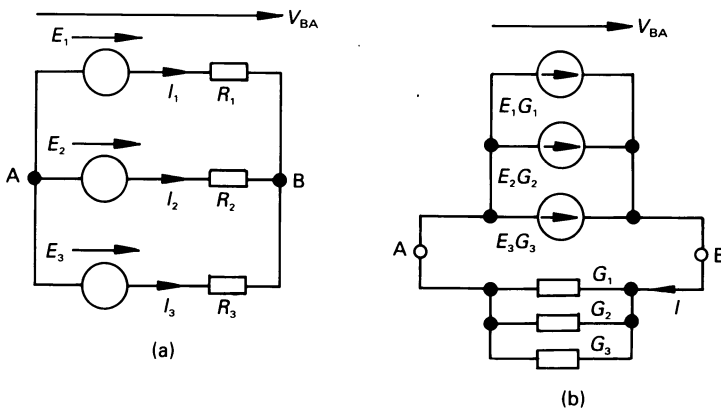 V_BA
E_1
I_1
R_1
E_2
A
B
I_2
R_2
E_3
I_3
R_3
(a)
V_BA
E_1G_1
E_2G_2
E_3G_3
A
B
G_1
I
G_2
G_3
(b)